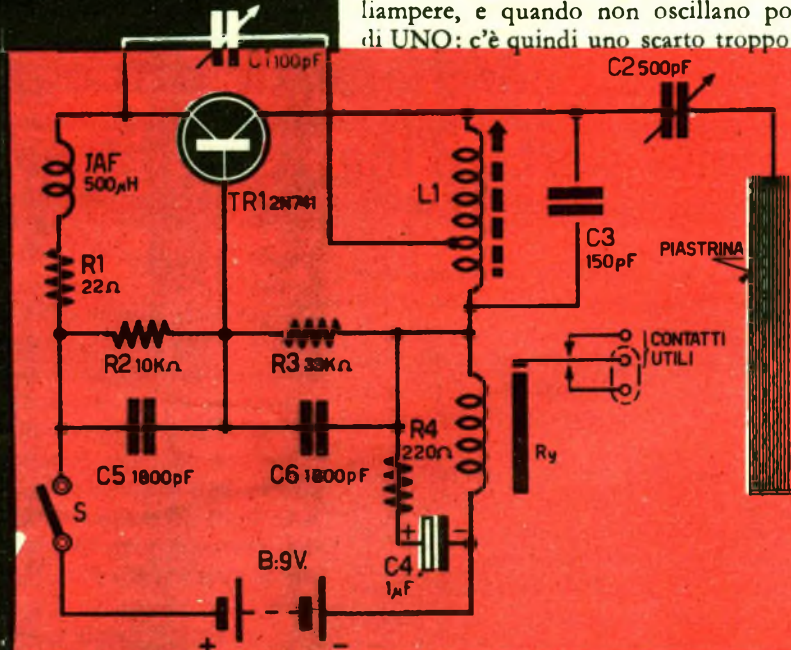 liampere, e quando non oscillano po
di UNO: c'è quindi uno scarto troppo
C1 100pF
C2 500pF
JAF
500µH
TR1 2N741
L1
C3
150pF
PIASTRINA
R1
22Ω
R2 10KΩ
R3 33KΩ
CONTATTI
UTILI
R4
220Ω
Ry
C5 1800pF
C6 1800pF
S
B:9V.
+ -
C4
1µF
+ -